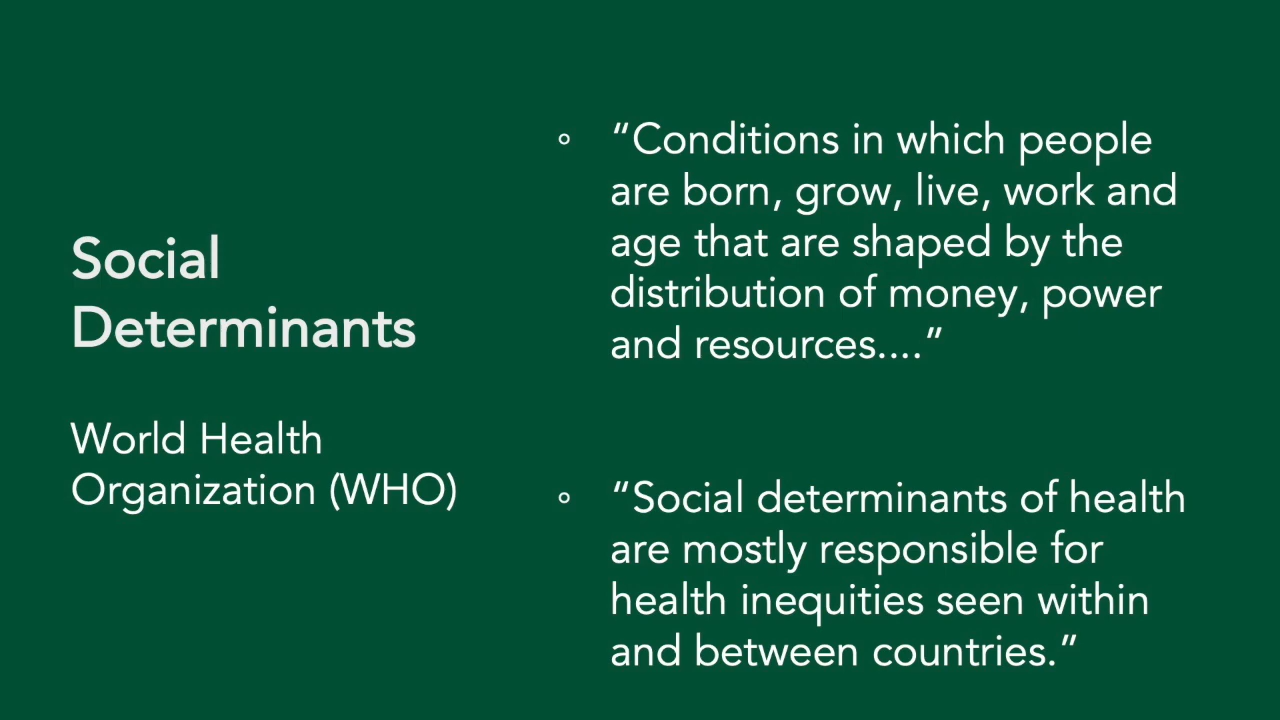 Social
Determinants
World Health
Organization (WHO)
“Conditions in which people
are born, grow, live, work and
age that are shaped by the
distribution of money, power
and resources....”
“Social determinants of health
are mostly responsible for
health inequities seen within
and between countries.”